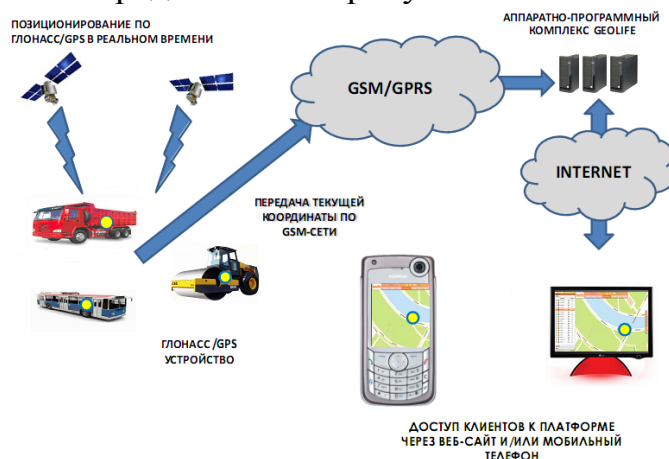 ПОЗИЦИОНИРОВАНИЕ ПО
ГЛОНАСС/GPS В РЕАЛЬНОМ ВРЕМЕНИ
АППАРАТНО-ПРОГРАММНЫЙ
КОМПЛЕКС GEOLIFE
GSM/GPRS
INTERNET
ПЕРЕДАЧА ТЕКУЩЕЙ
КООРДИНАТЫ ПО
GSM-СЕТИ
ГЛОНАСС /GPS
УСТРОЙСТВО
ДОСТУП КЛИЕНТОВ К ПЛАТФОРМЕ
ЧЕРЕЗ ВЕБ-САЙТ И/ИЛИ МОБИЛЬНЫЙ
ТЕЛЕФОН